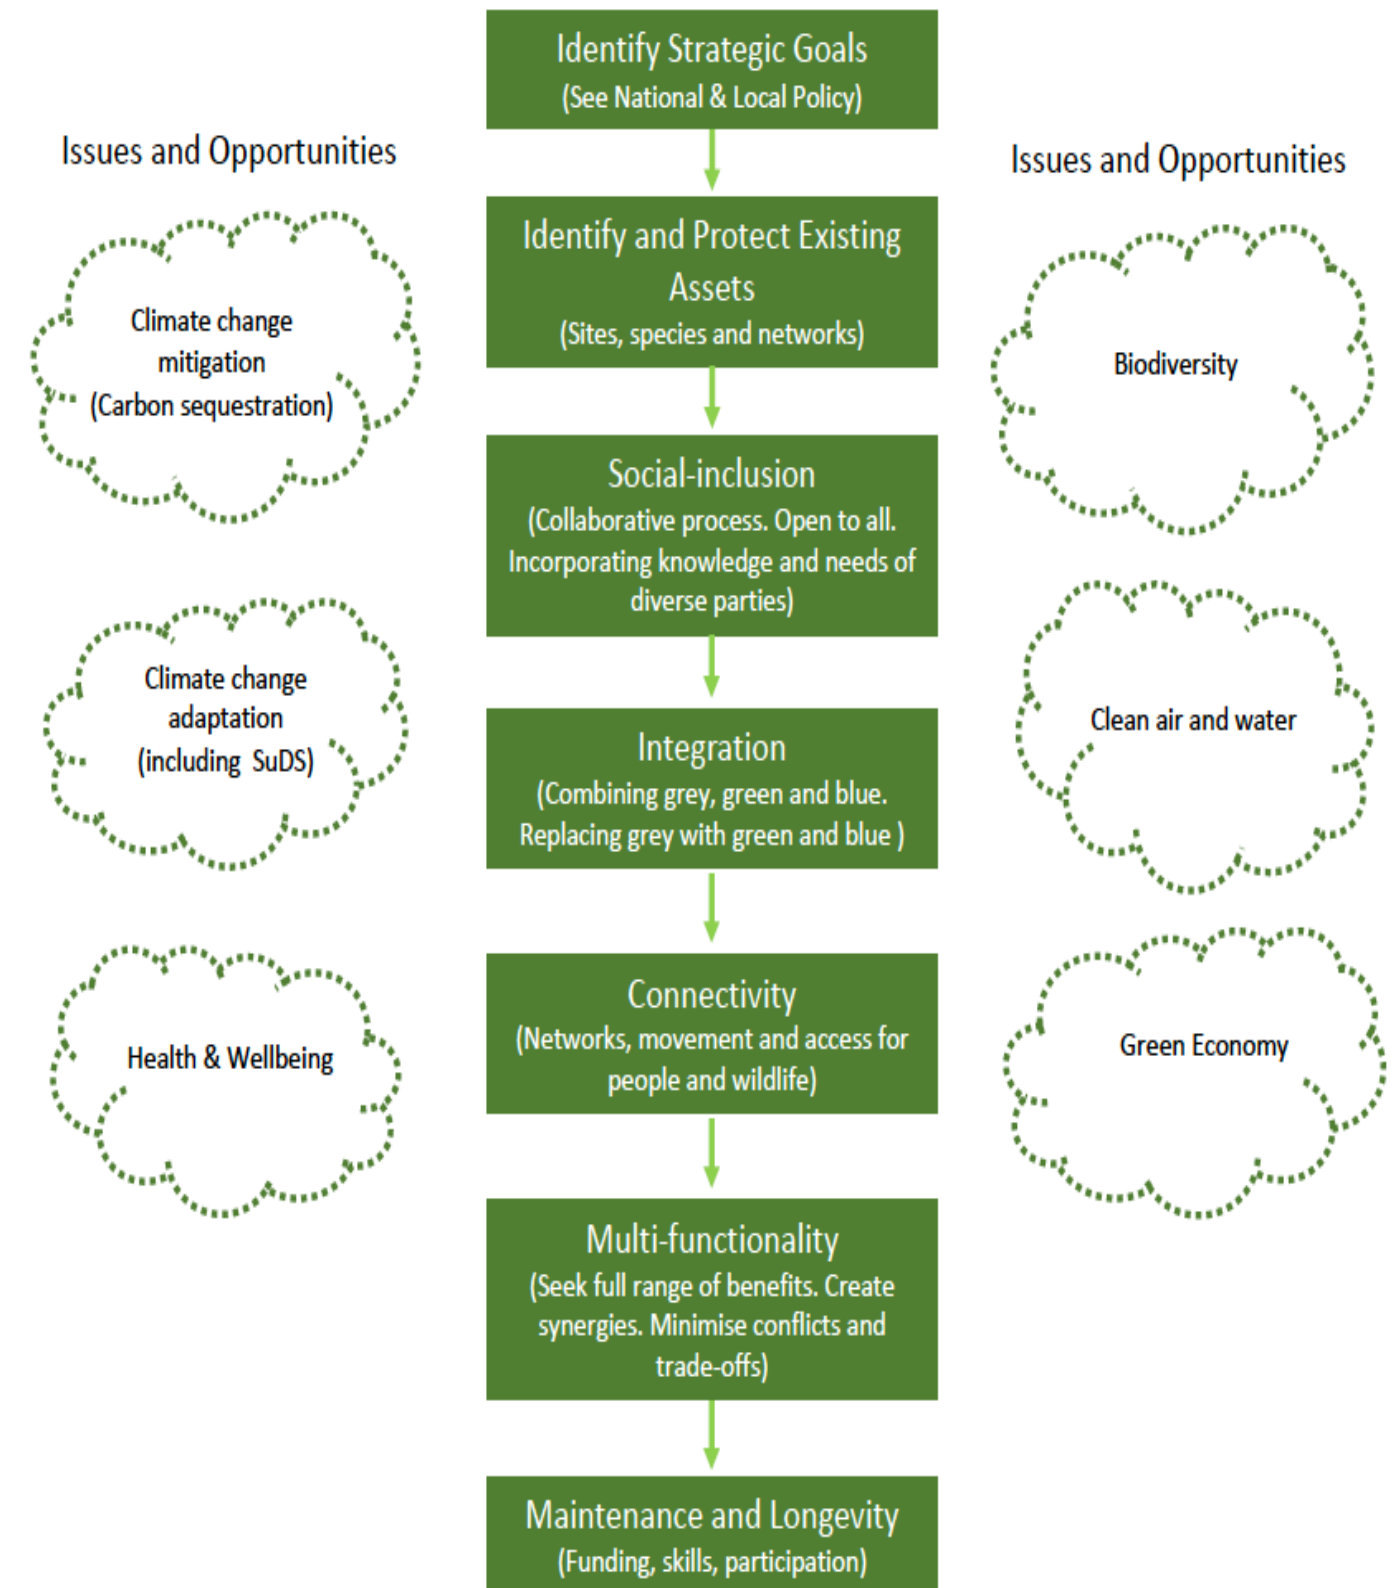 Identify Strategic Goals
(See National & Local Policy)
Issues and Opportunities
Climate change
mitigation
(Carbon sequestration)
Climate change
adaptation
(including  SuDS)
Health & Wellbeing
Identify and Protect Existing
Assets
(Sites, species and networks)
Social-inclusion
(Collaborative process. Open to all.
Incorporating knowledge and needs of
diverse parties)
Integration
(Combining grey, green and blue.
Replacing grey with green and blue )
Connectivity
(Networks, movement and access for
people and wildlife)
Multi-functionality
(Seek full range of benefits. Create
synergies. Minimise conflicts and
trade-offs)
Maintenance and Longevity
(Funding, skills, participation)
Issues and Opportunities
Biodiversity
Clean air and water
Green Economy